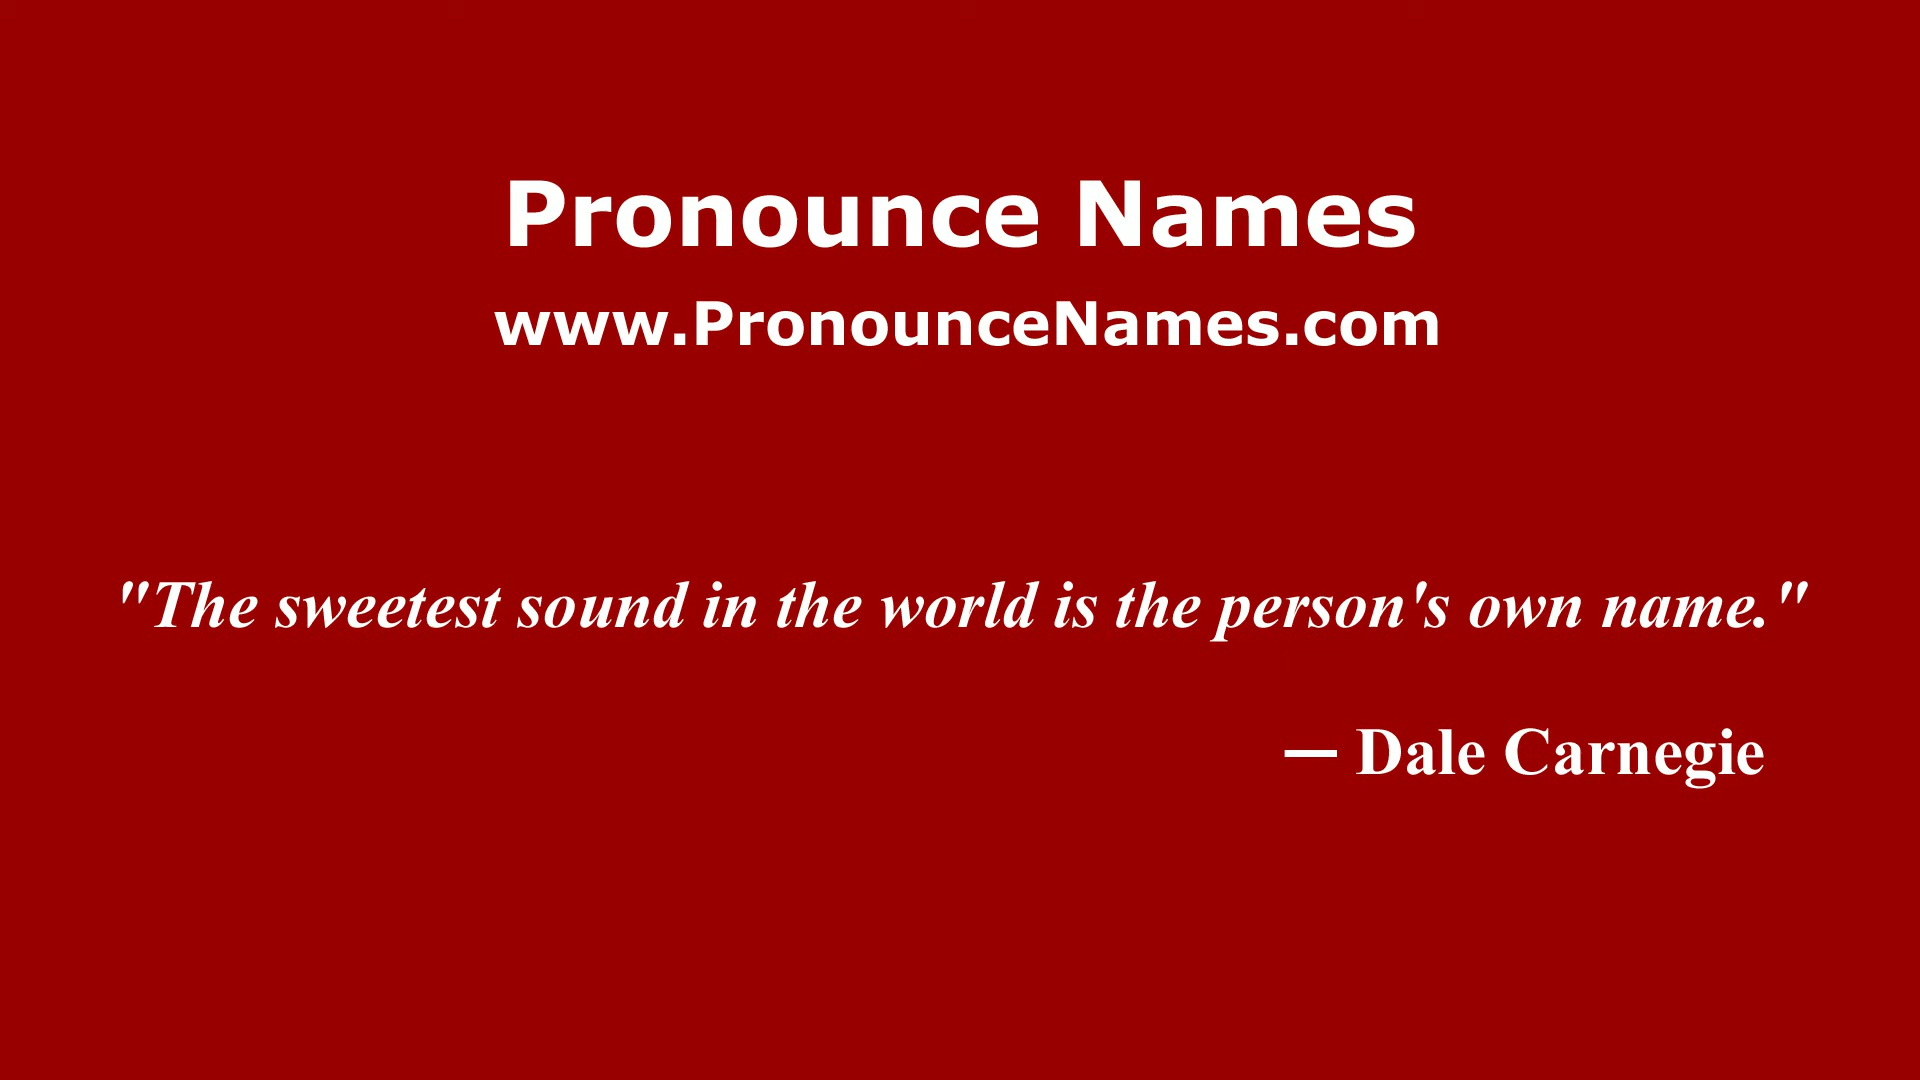 Pronounce Names
www.PronounceNames.com
"The sweetest sound in the world is the person's own name."
— Dale Carnegie